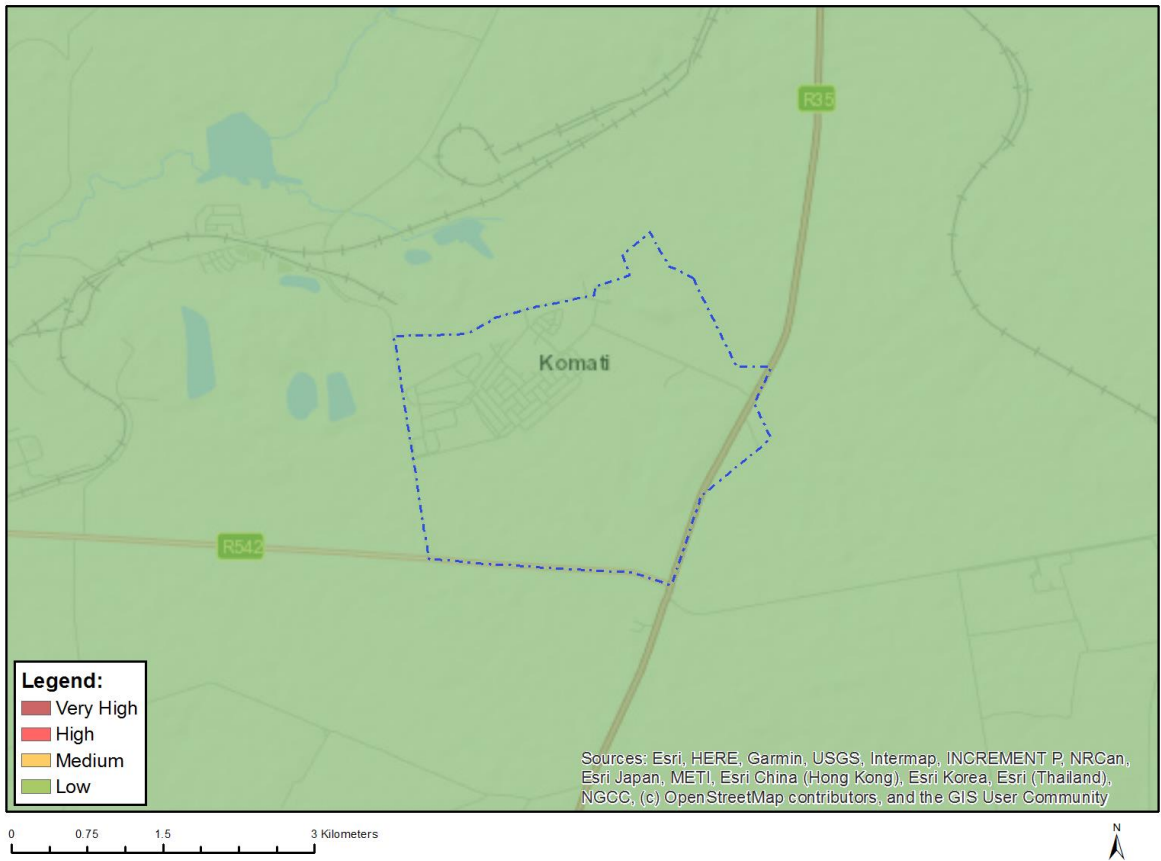 R35
Komati
R542
Legend:
Very High
High
Medium
Low
Sources: Esri, HERE, Garmin, USGS, Intermap, INCREMENT P, NRCan,
Esri Japan, METI, Esri China (Hong Kong), Esri Korea, Esri (Thailand),
NGCC, (c) OpenStreetMap contributors, and the GIS User Community
0 0.75 1.5 3 Kilometers
N